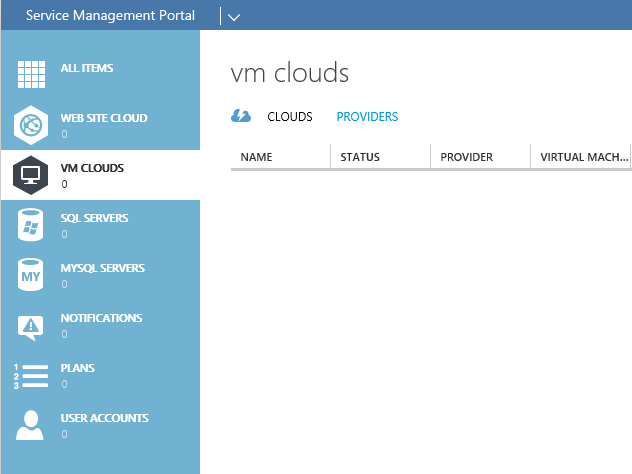 Service Management Portal
ALL ITEMS
WEB SITE CLOUD
0
VM CLOUDS
0
SQL SERVERS
0
MY
MYSQL SERVERS
0
NOTIFICATIONS
0
1
2
3
PLANS
0
USER ACCOUNTS
0
vm clouds
CLOUDS PROVIDERS
NAME STATUS PROVIDER VIRTUAL MACH...